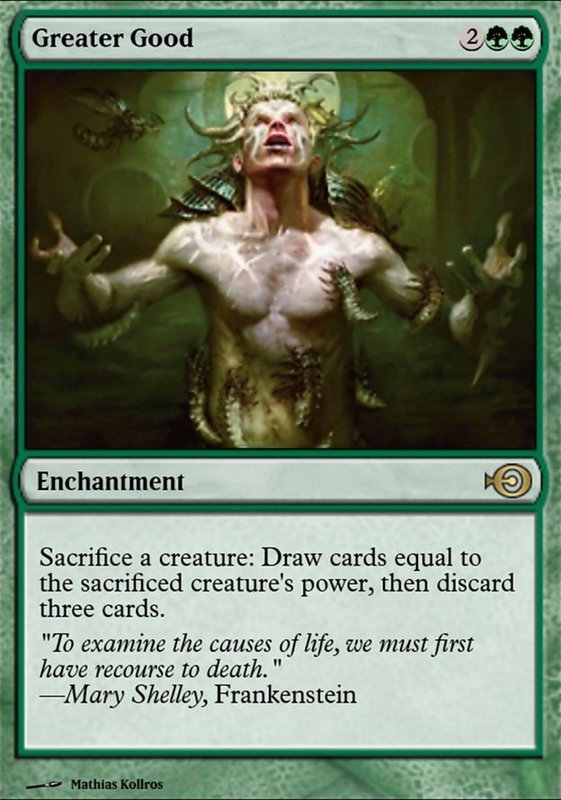 Greater Good 2
Enchantment
Sacrifice a creature: Draw cards equal to
the sacrificed creature's power, then discard
three cards.
"To examine the causes of life, we must first
have recourse to death."
—Mary Shelley, Frankenstein
Mathias Kollros